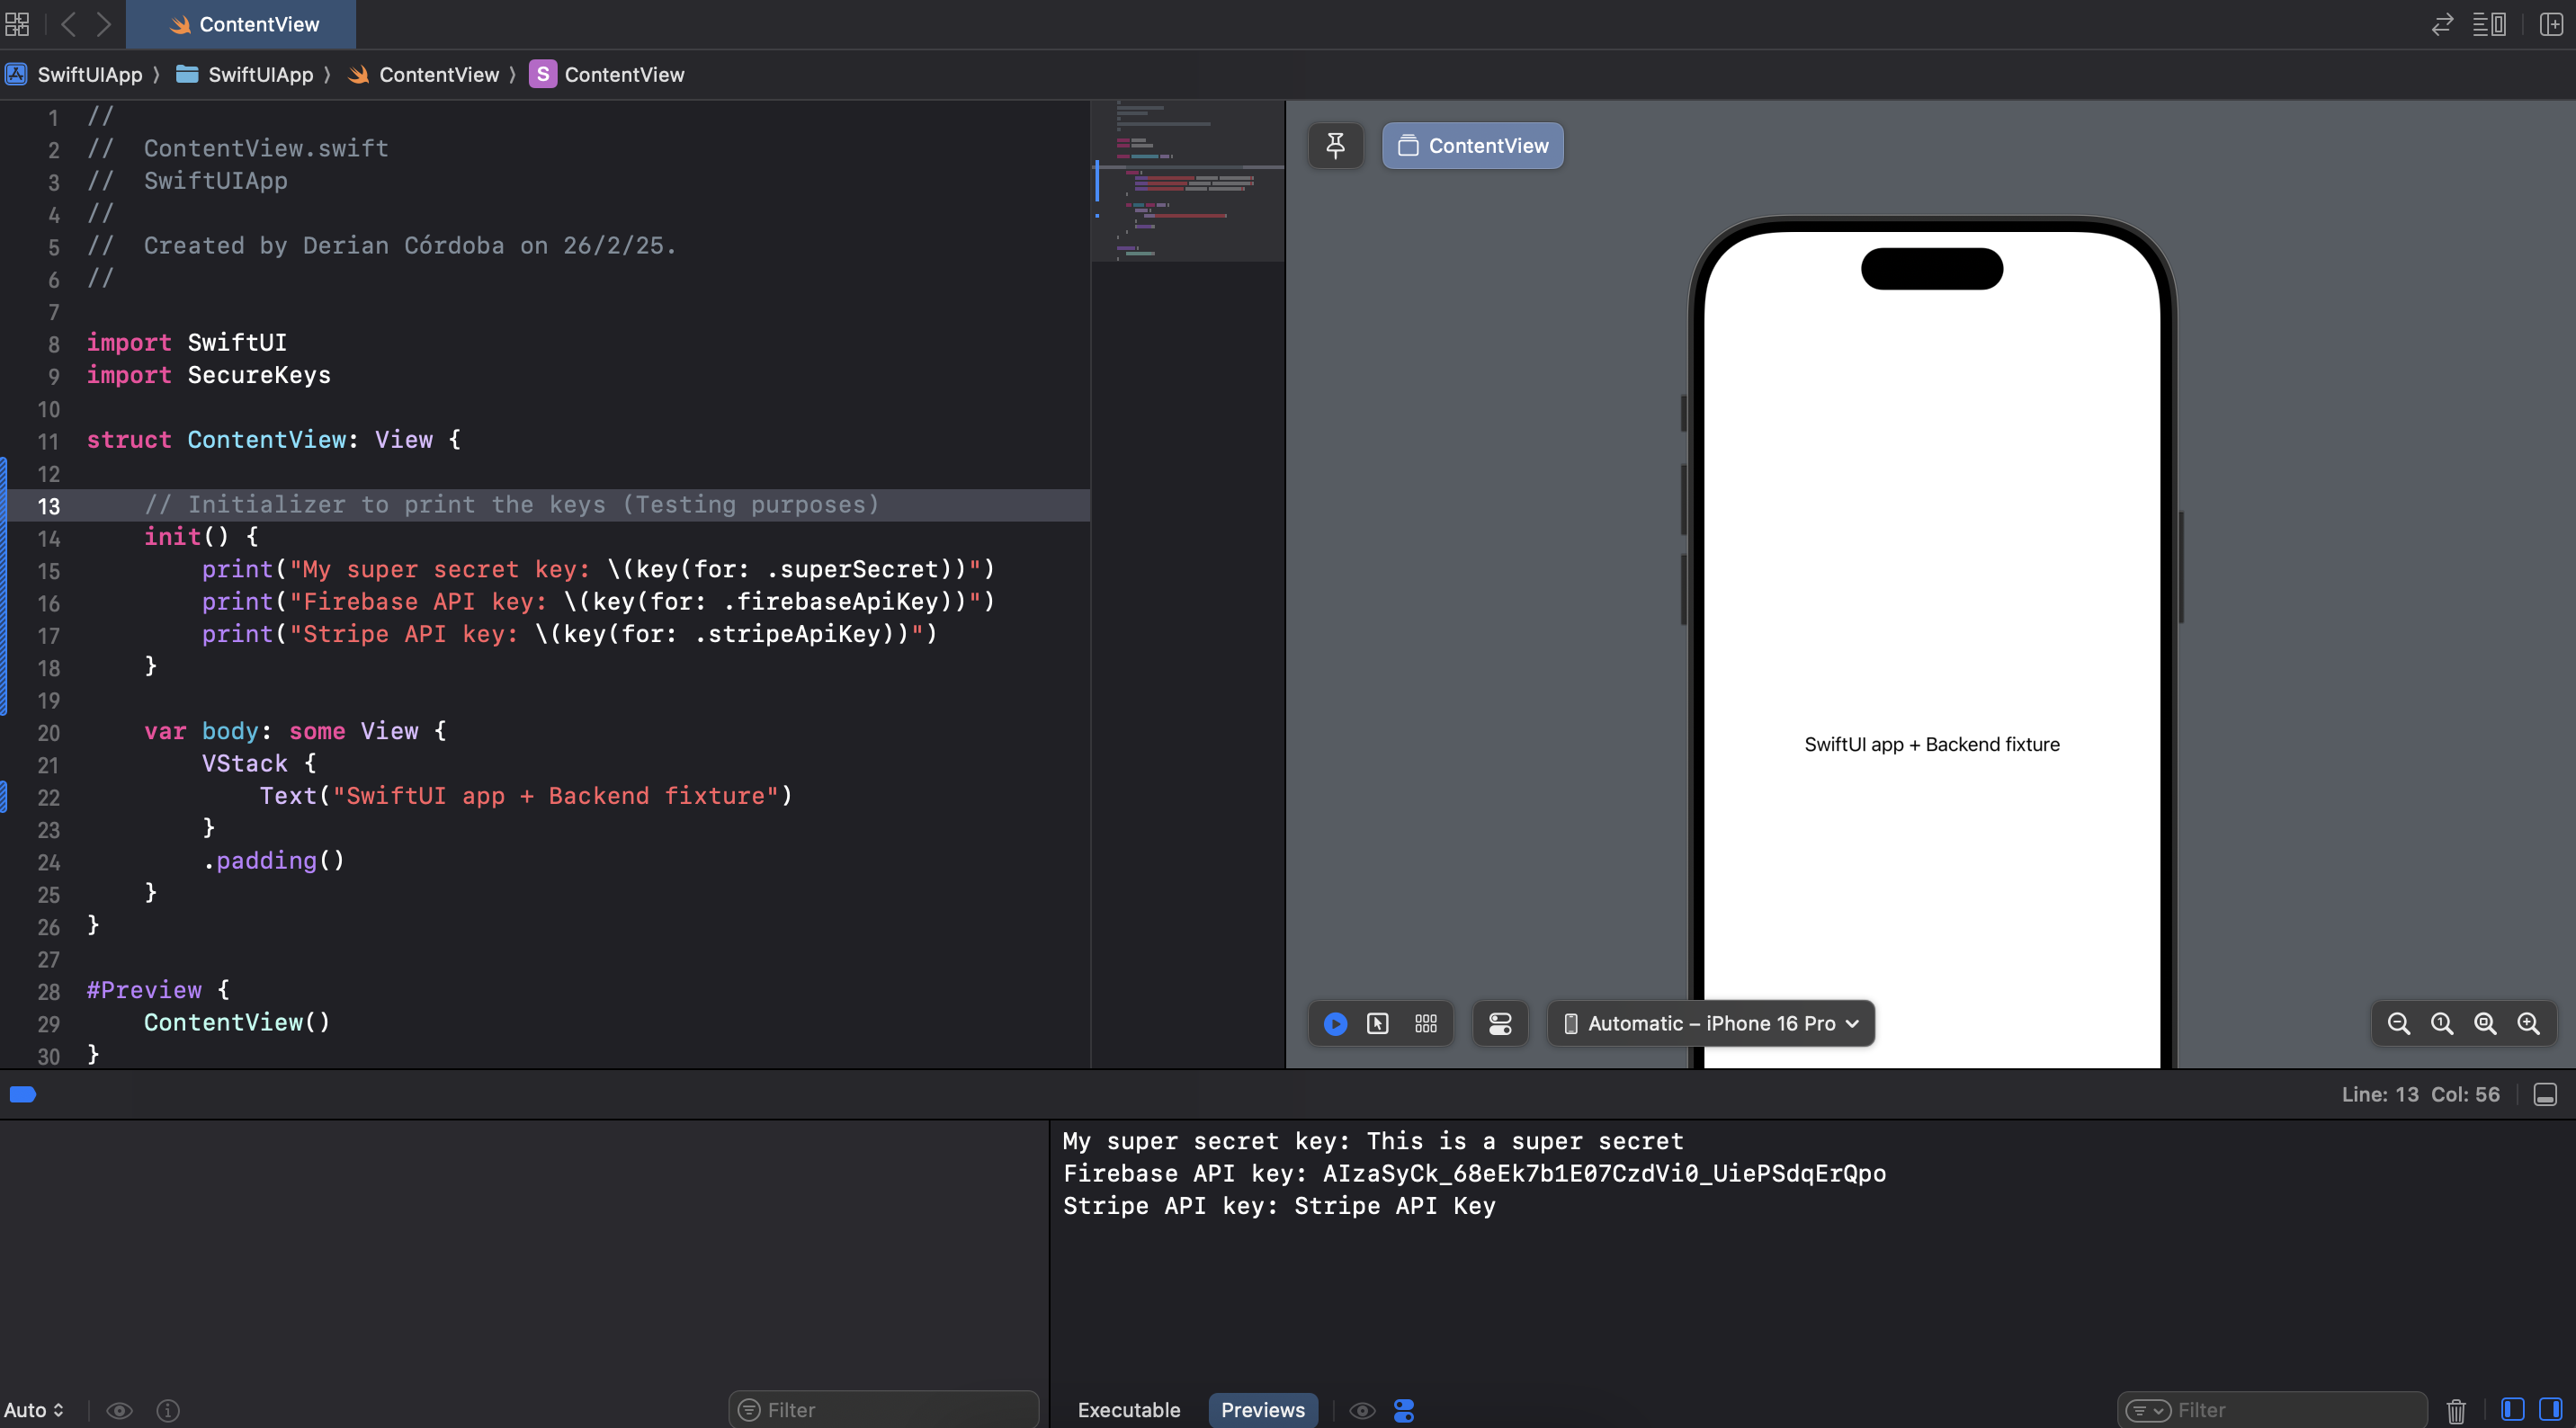 ContentView
SwiftUIApp 〉 SwiftUIApp 〉 ContentView 〉 S ContentView
1 //
2 //  ContentView.swift
3 //  SwiftUIApp
4 //
5 //  Created by Derian Córdoba on 26/2/25.
6 //
7
8 import SwiftUI
9 import SecureKeys
10
11 struct ContentView: View {
12
13     // Initializer to print the keys (Testing purposes)
14     init() {
15         print("My super secret key: \(key(for: .superSecret))")
16         print("Firebase API key: \(key(for: .firebaseApiKey))")
17         print("Stripe API key: \(key(for: .stripeApiKey))")
18     }
19
20     var body: some View {
21         VStack {
22             Text("SwiftUI app + Backend fixture")
23         }
24         .padding()
25     }
26 }
27
28 #Preview {
29     ContentView()
30 }
ContentView
SwiftUI app + Backend fixture
Automatic – iPhone 16 Pro
Line: 13 Col: 56
My super secret key: This is a super secret
Firebase API key: AIzaSyCk_68eEk7b1E07CzdVi0_UiePSdqErQpo
Stripe API key: Stripe API Key
Auto
Filter
Executable
Previews
Filter